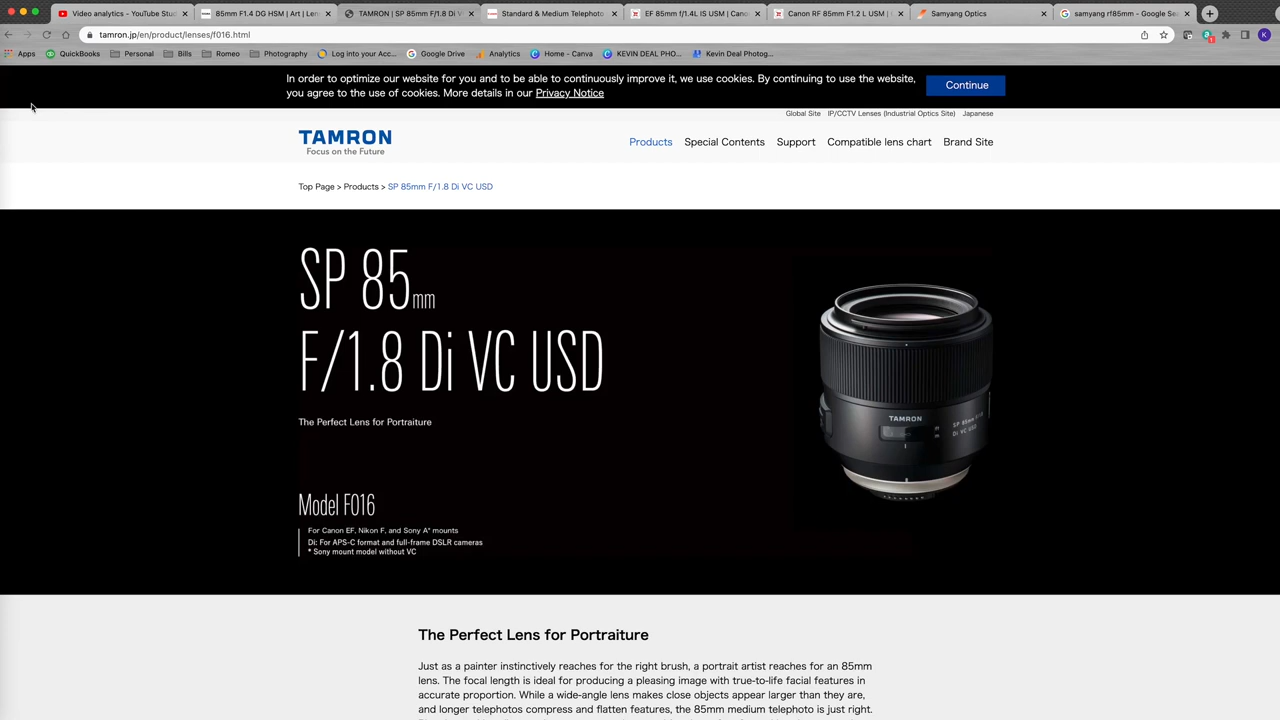 Video analytics - YouTube Stu
85mm F1.4 DG HSM | Art | Len
TAMRON | SP 85mm F/1.8 Di V
Standard & Medium Telephoto
EF 85mm f/1.4L IS USM | Cano
Canon RF 85mm F1.2 L USM |
Samyang Optics
samyang rf85mm - Google Se
tamron.jp/en/product/lenses/f016.html
Apps
QuickBooks
Personal
Bills
Romeo
Photography
Log into your Acc...
Google Drive
Analytics
Home - Canva
KEVIN DEAL PHO...
Kevin Deal Photog...
In order to optimize our website for you and to be able to continuously improve it, we use cookies. By continuing to use the website,
you agree to the use of cookies. More details in our Privacy Notice
Continue
Global Site
IP/CCTV Lenses (Industrial Optics Site)
Japanese
TAMRON
Focus on the Future
Products
Special Contents
Support
Compatible lens chart
Brand Site
Top Page > Products > SP 85mm F/1.8 Di VC USD
SP 85mm
F/1.8 Di VC USD
The Perfect Lens for Portraiture
TAMRON
SP 85mm F/1.8
Di VC USD
Model F016
For Canon EF, Nikon F, and Sony A* mounts
Di: For APS-C format and full-frame DSLR cameras
* Sony mount model without VC
The Perfect Lens for Portraiture
Just as a painter instinctively reaches for the right brush, a portrait artist reaches for an 85mm
lens. The focal length is ideal for producing a pleasing image with true-to-life facial features in
accurate proportion. While a wide-angle lens makes close objects appear larger than they are,
and longer telephotos compress and flatten features, the 85mm medium telephoto is just right.